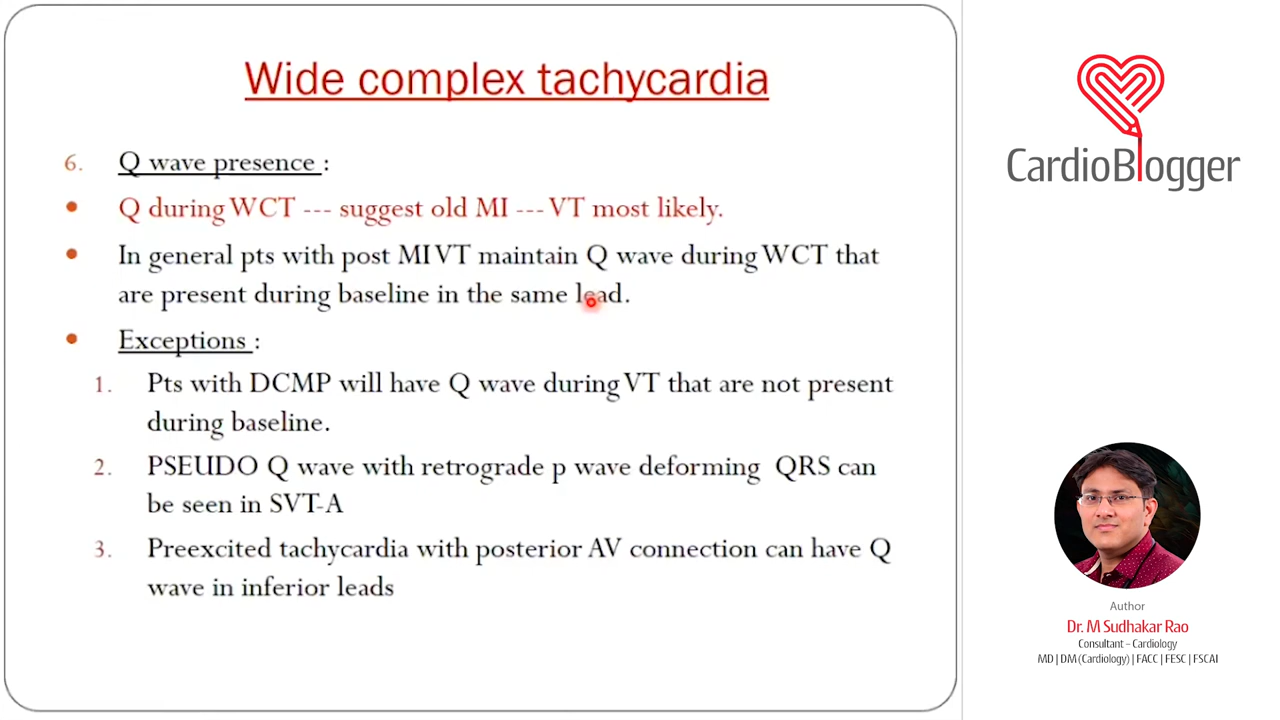 Wide complex tachycardia
6. Q wave presence :
• Q during WCT --- suggest old MI --- VT most likely.
• In general pts with post MI VT maintain Q wave during WCT that
are present during baseline in the same lead.
• Exceptions :
1. Pts with DCMP will have Q wave during VT that are not present
during baseline.
2. PSEUDO Q wave with retrograde p wave deforming QRS can
be seen in SVT-A
3. Preexcited tachycardia with posterior AV connection can have Q
wave in inferior leads
CardioBlogger
Author
Dr. M Sudhakar Rao
Consultant – Cardiology
MD | DM (Cardiology) | FACC | FESC | FSCAI